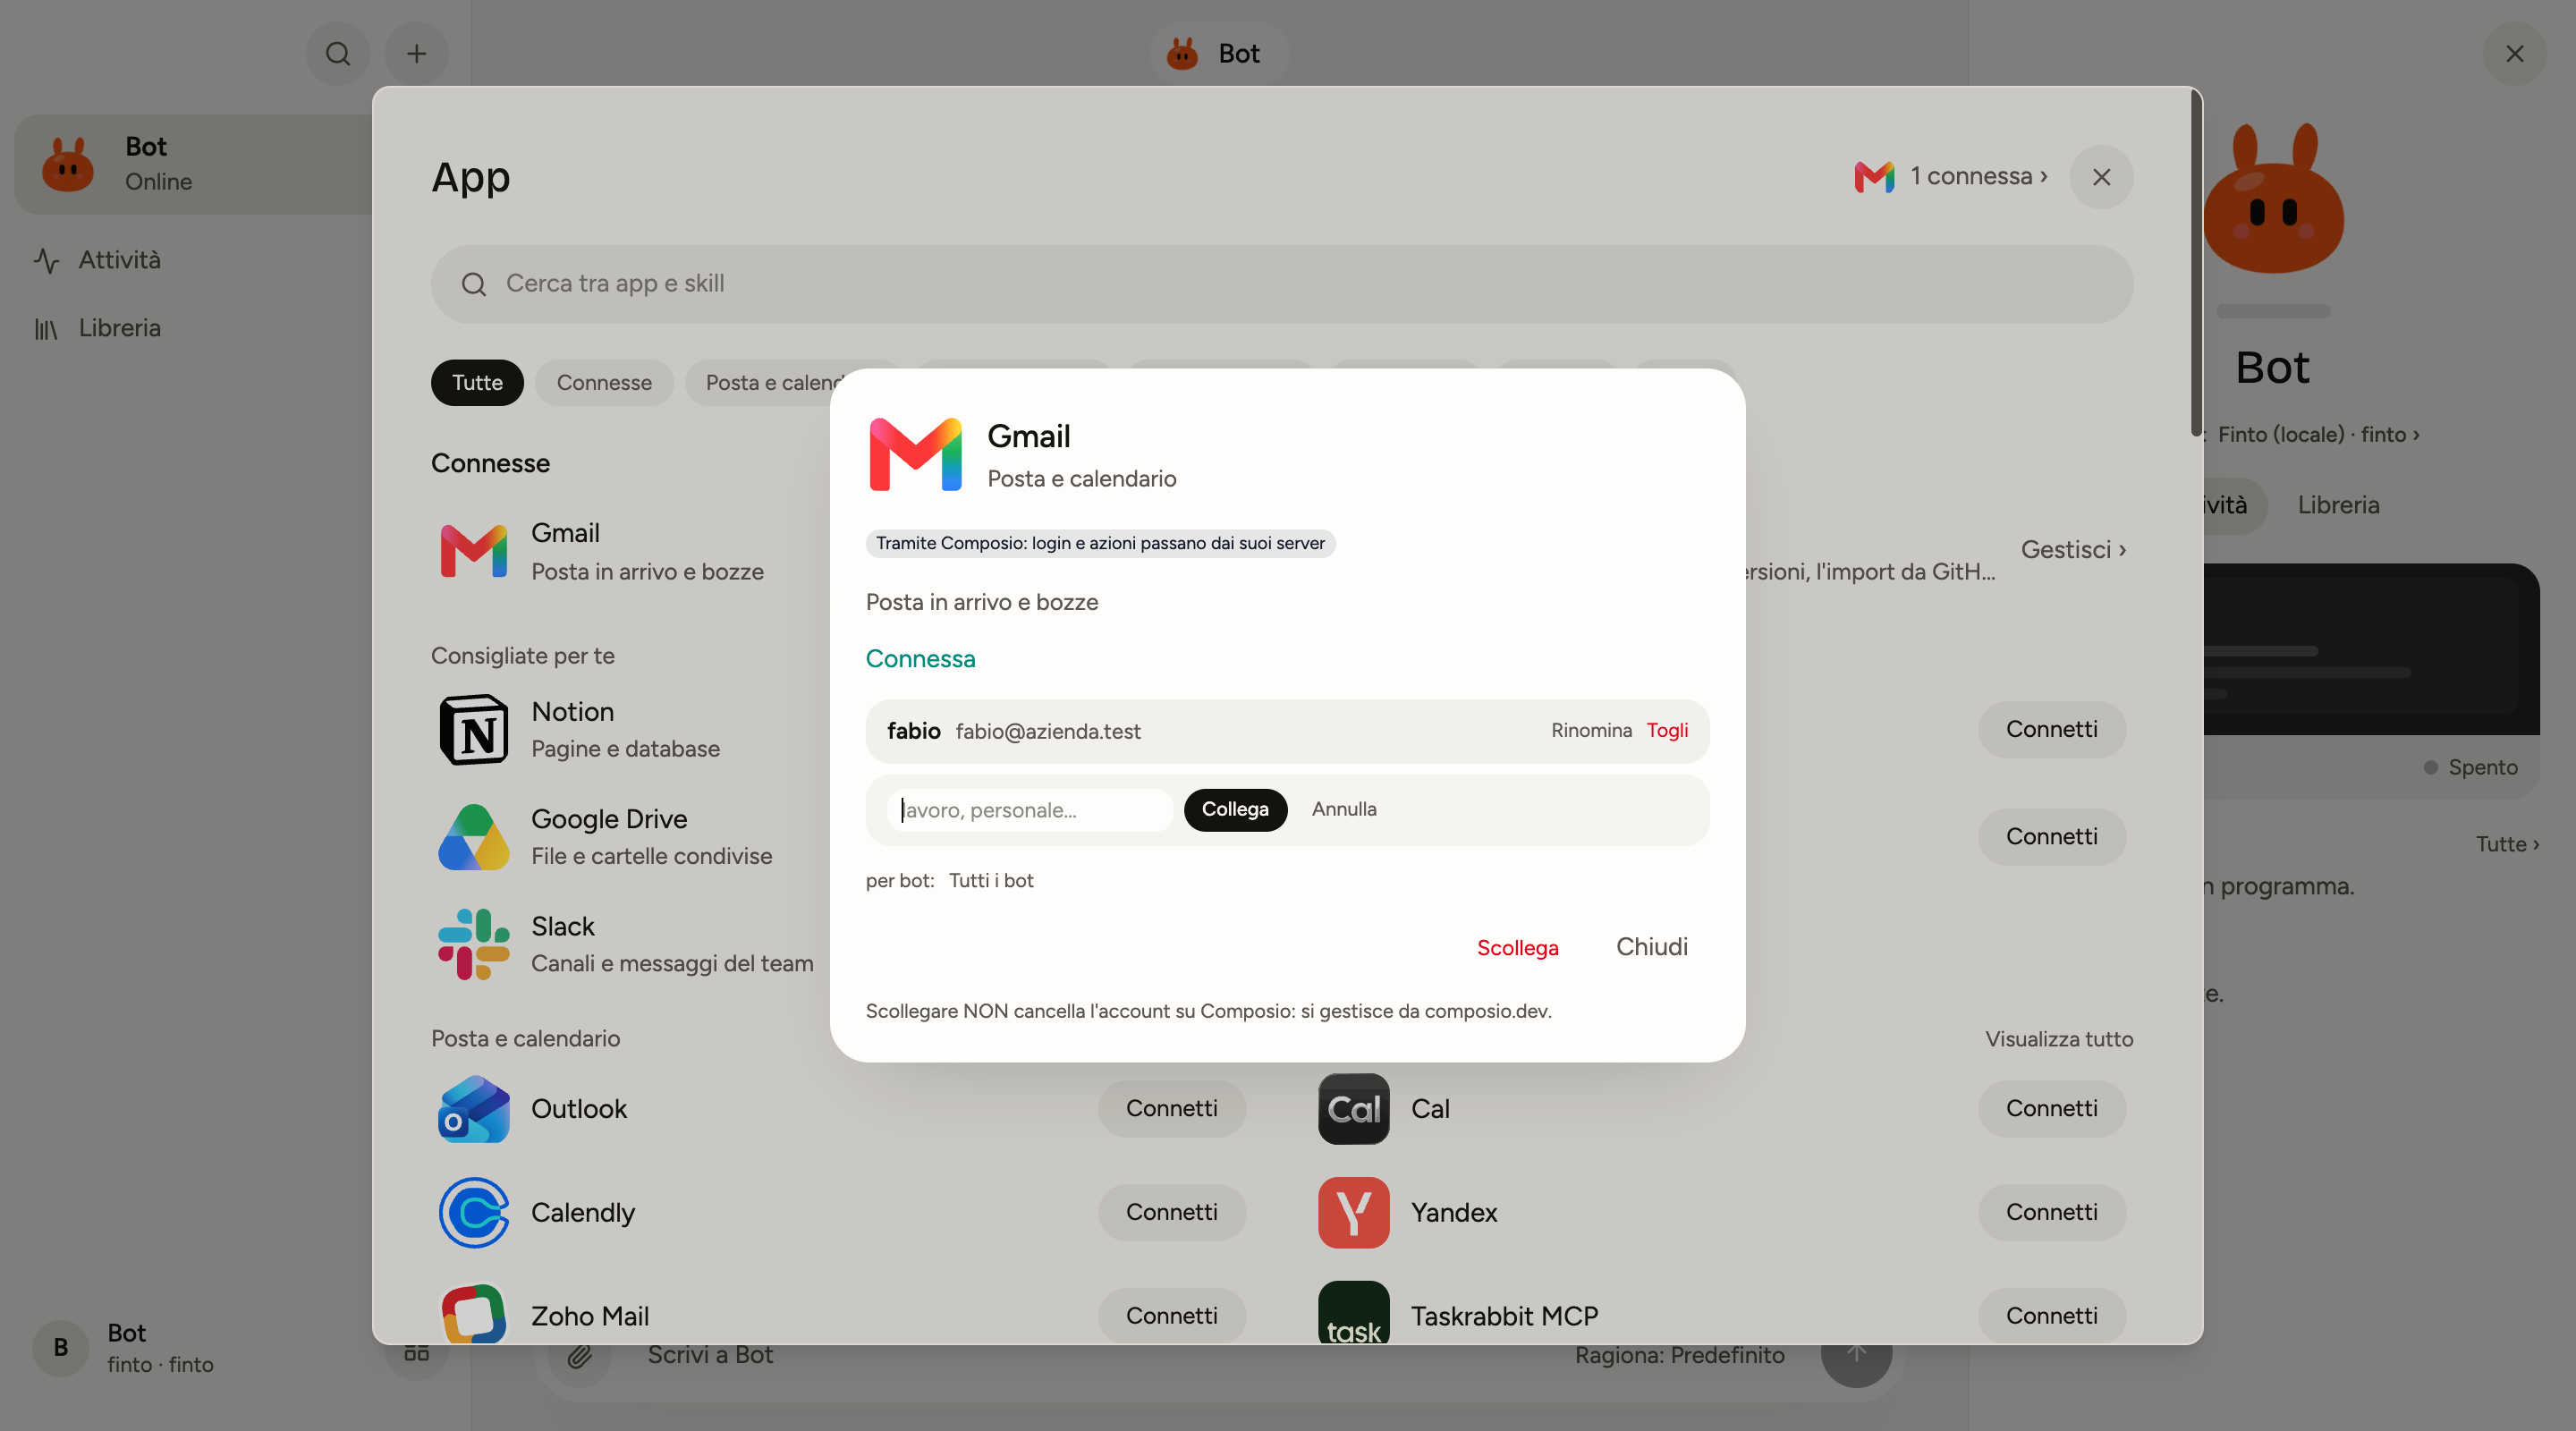 Bot
Bot
Online
Attività
Libreria
App
1 connessa ›
Cerca tra app e skill
Tutte
Connesse
Posta e calend
Connesse
Gmail
Posta in arrivo e bozze
Gestisci ›
ersioni, l'import da GitH...
Consigliate per te
Notion
Pagine e database
Connetti
Google Drive
File e cartelle condivise
Connetti
Slack
Canali e messaggi del team
Posta e calendario
Visualizza tutto
Outlook
Connetti
Cal
Cal
Connetti
Calendly
Connetti
Yandex
Connetti
Zoho Mail
Connetti
task
Taskrabbit MCP
Connetti
Gmail
Posta e calendario
Tramite Composio: login e azioni passano dai suoi server
Posta in arrivo e bozze
Connessa
fabio fabio@azienda.test Rinomina Togli
lavoro, personale... Collega Annulla
per bot: Tutti i bot
Scollega Chiudi
Scollegare NON cancella l'account su Composio: si gestisce da composio.dev.
Bot
: Finto (locale) · finto ›
ività
Libreria
Spento
Tutte ›
n programma.
te.
B
Bot
finto · finto
Scrivi a Bot
Ragiona: Predefinito